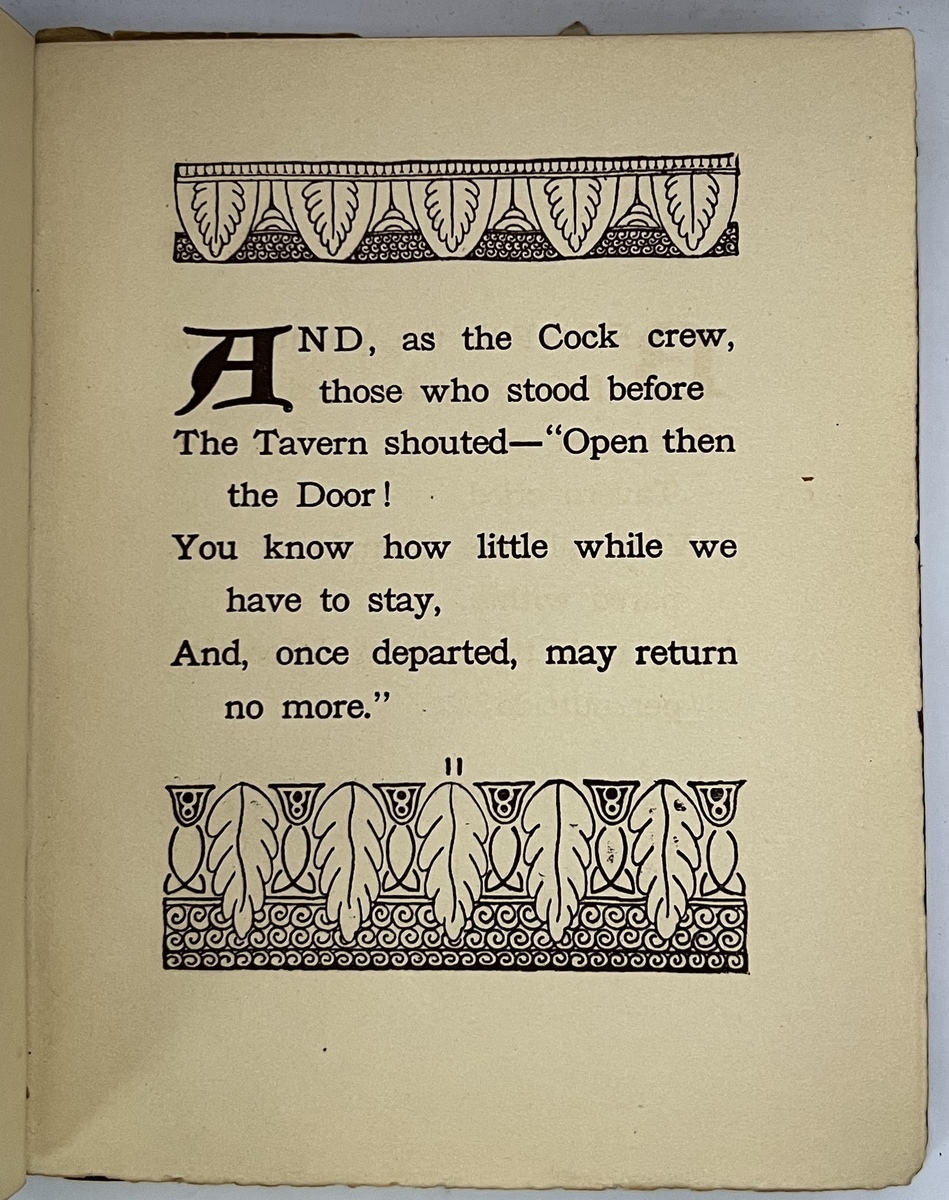 AND, as the Cock crew,
those who stood before
The Tavern shouted—“Open then
the Door!
You know how little while we
have to stay,
And, once departed, may return
no more.”
11